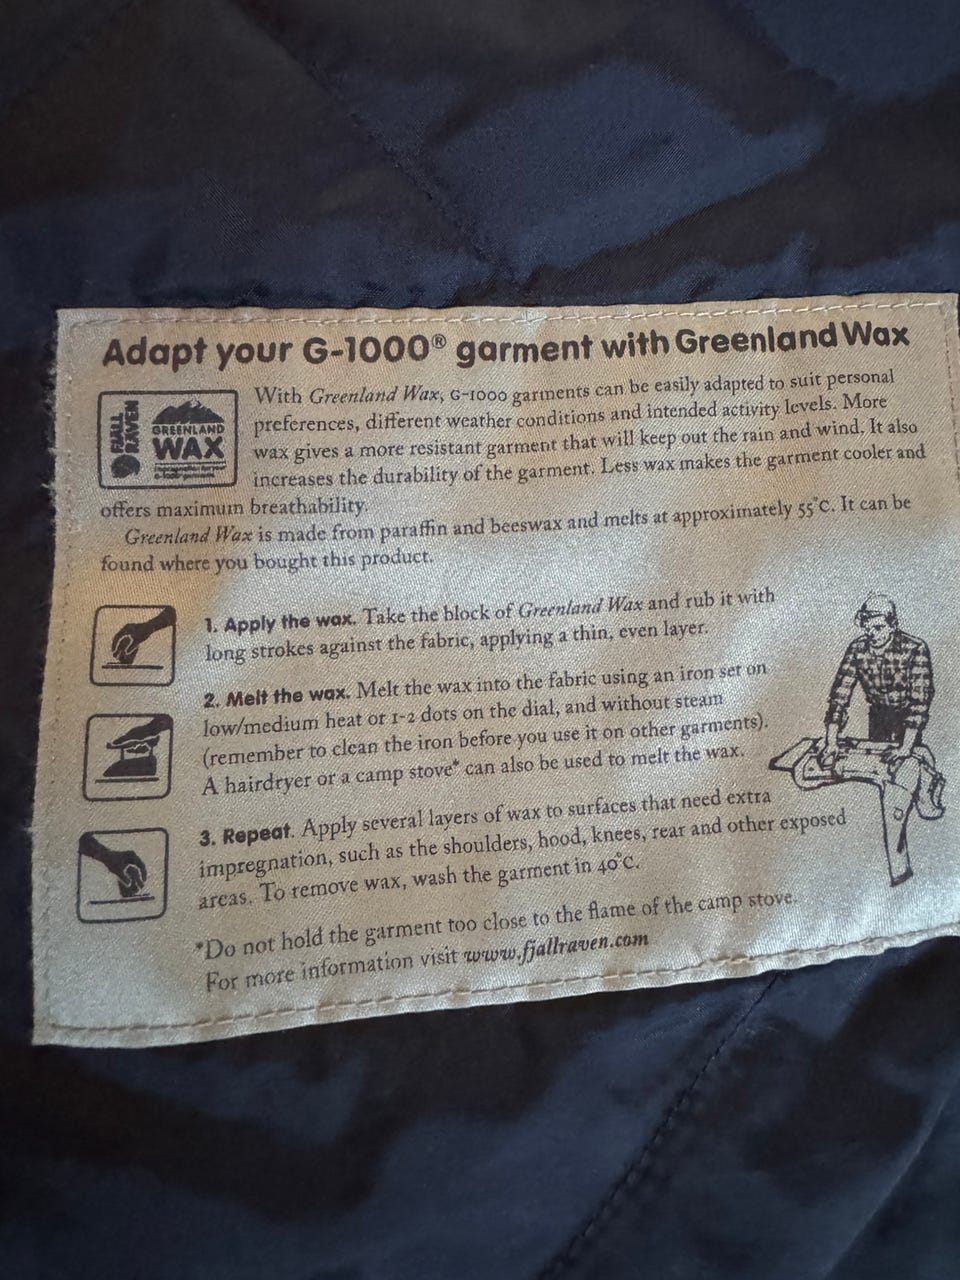 Adapt your G-1000® garment with Greenland Wax
FJÄLL
RÄVEN
GREENLAND
WAX
With Greenland Wax, G-1000 garments can be easily adapted to suit personal
preferences, different weather conditions and intended activity levels. More
wax gives a more resistant garment that will keep out the rain and wind. It also
increases the durability of the garment. Less wax makes the garment cooler and
offers maximum breathability.
Greenland Wax is made from paraffin and beeswax and melts at approximately 55°C. It can be
found where you bought this product.
1. Apply the wax. Take the block of Greenland Wax and rub it with
long strokes against the fabric, applying a thin, even layer.
2. Melt the wax. Melt the wax into the fabric using an iron set on
low/medium heat or 1-2 dots on the dial, and without steam
(remember to clean the iron before you use it on other garments).
A hairdryer or a camp stove* can also be used to melt the wax.
3. Repeat. Apply several layers of wax to surfaces that need extra
impregnation, such as the shoulders, hood, knees, rear and other exposed
areas. To remove wax, wash the garment in 40°C.
*Do not hold the garment too close to the flame of the camp stove.
For more information visit www.fjallraven.com